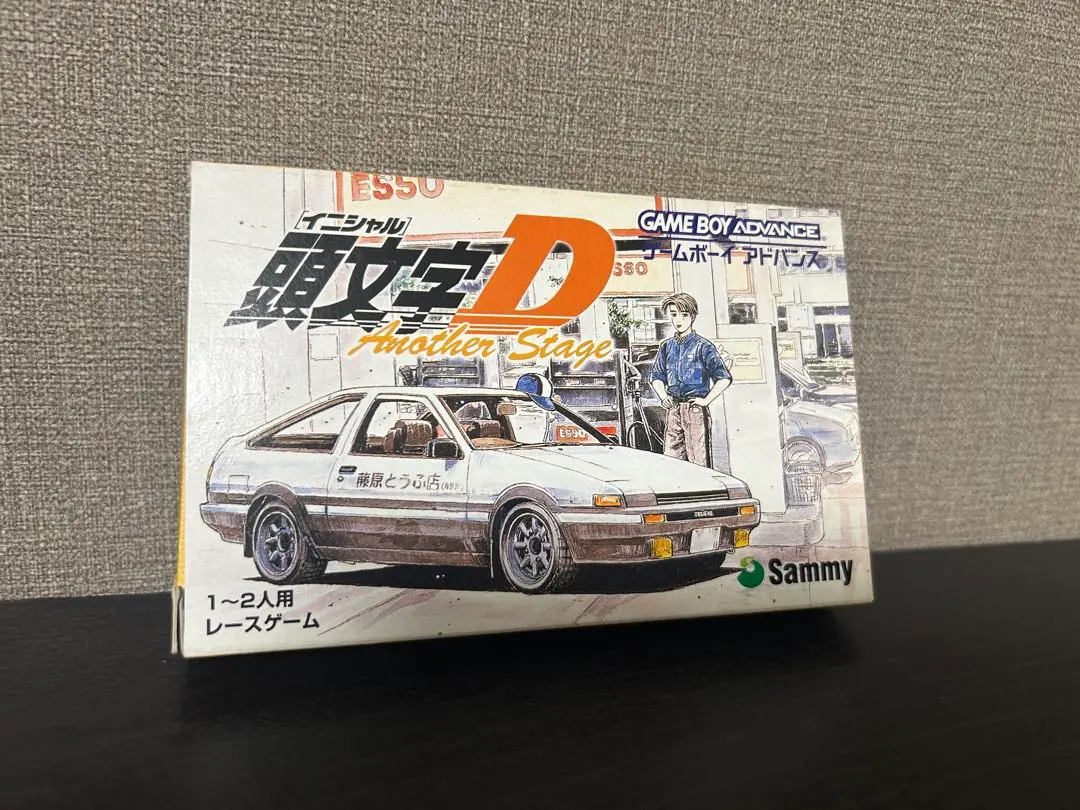 ESSO
[イニシャル]
頭文字D
Another Stage
GAME BOY ADVANCE
ゲームボーイ アドバンス
ESSO
藤原とうふ店
TRUENO
Sammy
1～2人用
レースゲーム